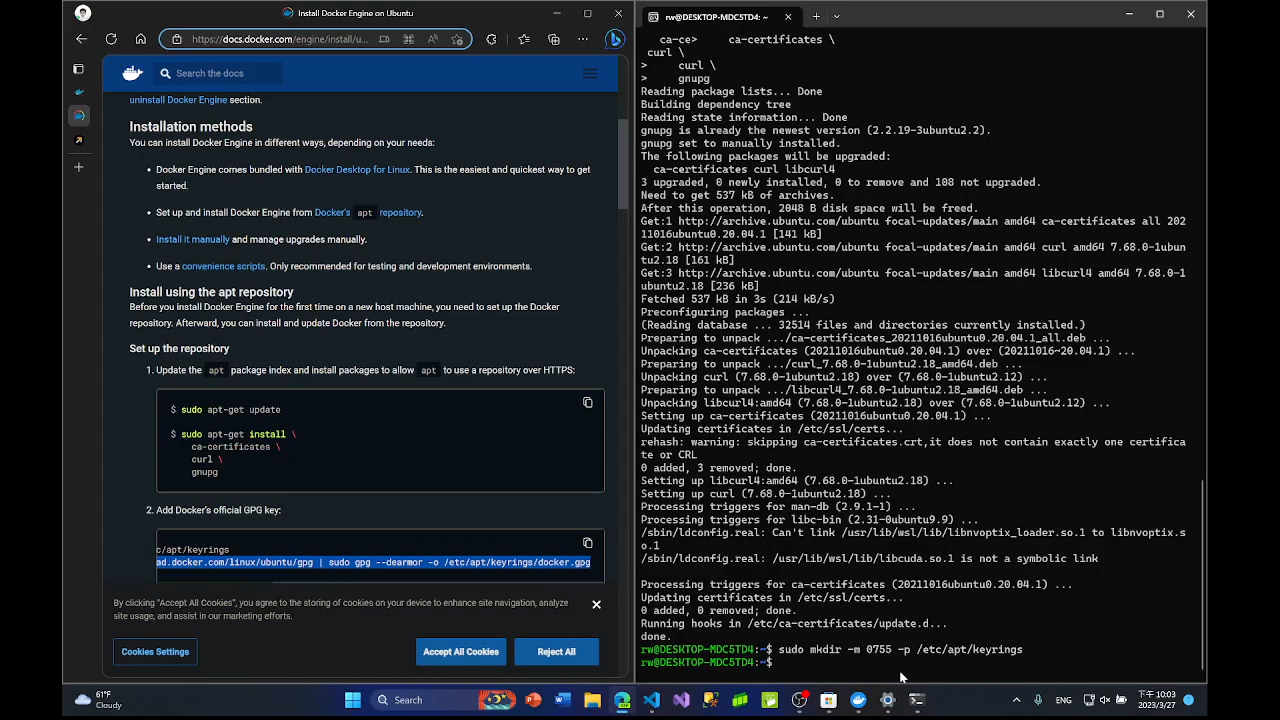 Install Docker Engine on Ubuntu
https://docs.docker.com/engine/install/u...
Search the docs
uninstall Docker Engine section.
Installation methods
You can install Docker Engine in different ways, depending on your needs:
• Docker Engine comes bundled with Docker Desktop for Linux. This is the easiest and quickest way to get
started.
• Set up and install Docker Engine from Docker's apt repository.
• Install it manually and manage upgrades manually.
• Use a convenience scripts. Only recommended for testing and development environments.
Install using the apt repository
Before you install Docker Engine for the first time on a new host machine, you need to set up the Docker
repository. Afterward, you can install and update Docker from the repository.
Set up the repository
1. Update the apt package index and install packages to allow apt to use a repository over HTTPS:
$ sudo apt-get update
$ sudo apt-get install \
ca-certificates \
curl \
gnupg
2. Add Docker's official GPG key:
c/apt/keyrings
ad.docker.com/linux/ubuntu/gpg | sudo gpg --dearmor -o /etc/apt/keyrings/docker.gpg
By clicking "Accept All Cookies", you agree to the storing of cookies on your device to enhance site navigation, analyze
site usage, and assist in our marketing efforts.
Cookies Settings
Accept All Cookies
Reject All
rw@DESKTOP-MDC5TD4: ~
ca-ce>     ca-certificates \
curl \
>     curl \
>     gnupg
Reading package lists... Done
Building dependency tree
Reading state information... Done
gnupg is already the newest version (2.2.19-3ubuntu2.2).
gnupg set to manually installed.
The following packages will be upgraded:
ca-certificates curl libcurl4
3 upgraded, 0 newly installed, 0 to remove and 108 not upgraded.
Need to get 537 kB of archives.
After this operation, 2048 B disk space will be freed.
Get:1 http://archive.ubuntu.com/ubuntu focal-updates/main amd64 ca-certificates all 202
11016ubuntu0.20.04.1 [141 kB]
Get:2 http://archive.ubuntu.com/ubuntu focal-updates/main amd64 curl amd64 7.68.0-1ubun
tu2.18 [161 kB]
Get:3 http://archive.ubuntu.com/ubuntu focal-updates/main amd64 libcurl4 amd64 7.68.0-1
ubuntu2.18 [236 kB]
Fetched 537 kB in 3s (214 kB/s)
Preconfiguring packages ...
(Reading database ... 32514 files and directories currently installed.)
Preparing to unpack .../ca-certificates_20211016ubuntu0.20.04.1_all.deb ...
Unpacking ca-certificates (20211016ubuntu0.20.04.1) over (20211016~20.04.1) ...
Preparing to unpack .../curl_7.68.0-1ubuntu2.18_amd64.deb ...
Unpacking curl (7.68.0-1ubuntu2.18) over (7.68.0-1ubuntu2.12) ...
Preparing to unpack .../libcurl4_7.68.0-1ubuntu2.18_amd64.deb ...
Unpacking libcurl4:amd64 (7.68.0-1ubuntu2.18) over (7.68.0-1ubuntu2.12) ...
Setting up ca-certificates (20211016ubuntu0.20.04.1) ...
Updating certificates in /etc/ssl/certs...
rehash: warning: skipping ca-certificates.crt,it does not contain exactly one certifica
te or CRL
0 added, 3 removed; done.
Setting up libcurl4:amd64 (7.68.0-1ubuntu2.18) ...
Setting up curl (7.68.0-1ubuntu2.18) ...
Processing triggers for man-db (2.9.1-1) ...
Processing triggers for libc-bin (2.31-0ubuntu9.9) ...
/sbin/ldconfig.real: Can't link /usr/lib/wsl/lib/libnvoptix_loader.so.1 to libnvoptix.s
o.1
/sbin/ldconfig.real: /usr/lib/wsl/lib/libcuda.so.1 is not a symbolic link
Processing triggers for ca-certificates (20211016ubuntu0.20.04.1) ...
Updating certificates in /etc/ssl/certs...
0 added, 0 removed; done.
Running hooks in /etc/ca-certificates/update.d...
done.
rw@DESKTOP-MDC5TD4:~$ sudo mkdir -m 0755 -p /etc/apt/keyrings
rw@DESKTOP-MDC5TD4:~$
61°F
Cloudy
Search
ENG
下午 10:03
2023/3/27